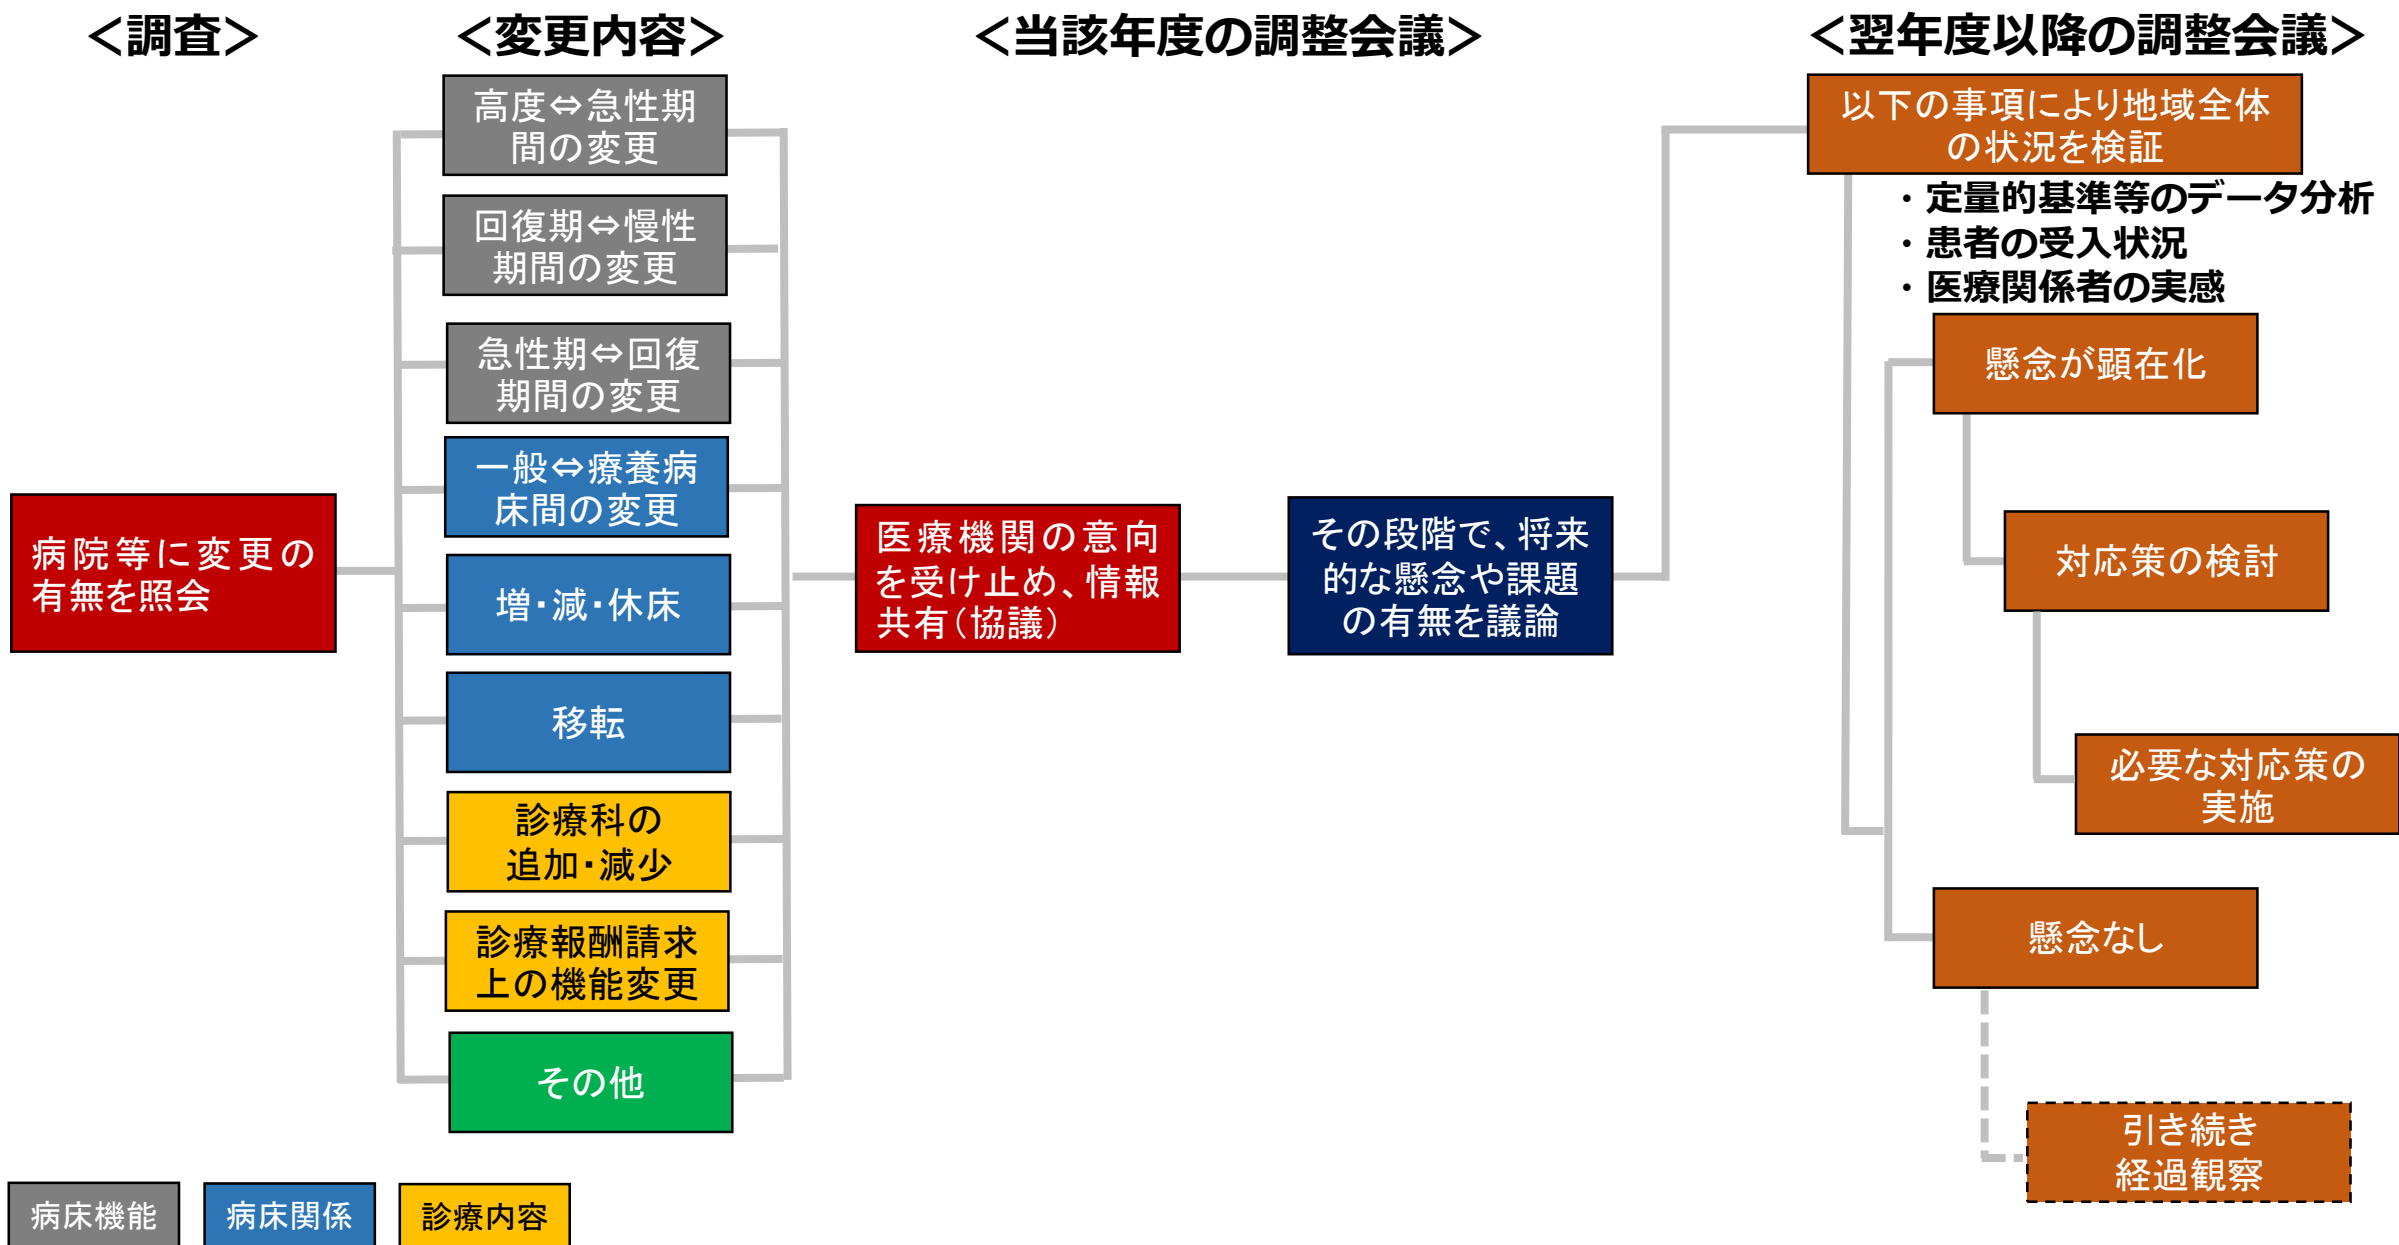 ＜調査＞
＜変更内容＞
＜当該年度の調整会議＞
＜翌年度以降の調整会議＞
病院等に変更の
有無を照会
高度⇔急性期
間の変更
回復期⇔慢性
期間の変更
急性期⇔回復
期間の変更
一般⇔療養病
床間の変更
増・減・休床
移転
診療科の
追加・減少
診療報酬請求
上の機能変更
その他
医療機関の意向
を受け止め、情報
共有（協議）
その段階で、将来
的な懸念や課題
の有無を議論
以下の事項により地域全体
の状況を検証
・定量的基準等のデータ分析
・患者の受入状況
・医療関係者の実感
懸念が顕在化
対応策の検討
必要な対応策の
実施
懸念なし
引き続き
経過観察
病床機能
病床関係
診療内容